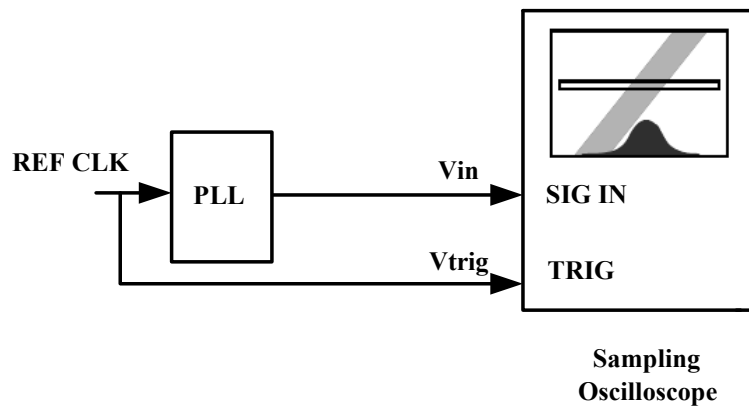 REF CLK
PLL
Vin
SIG IN
Vtrig
TRIG
Sampling
Oscilloscope